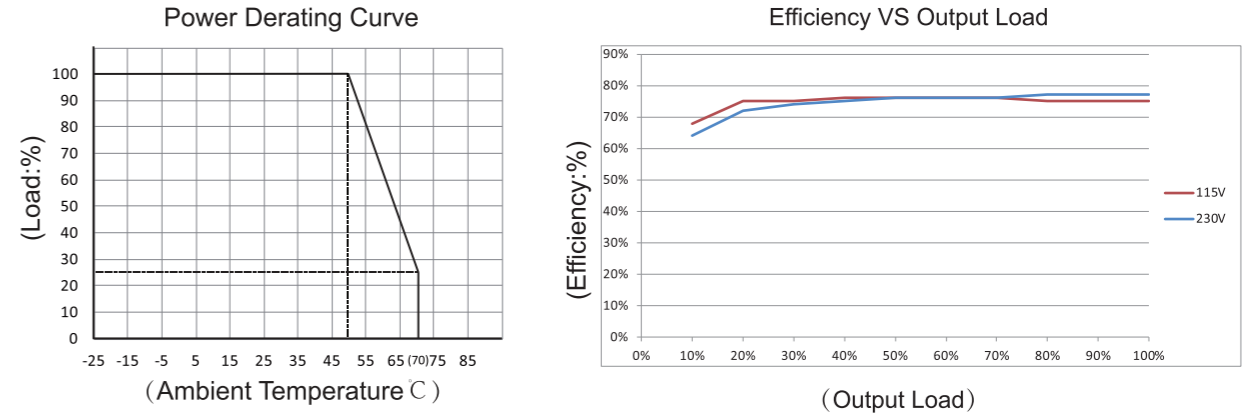 Power Derating Curve
(Load:%)
100
90
80
70
60
50
40
30
20
10
0
-25 -15 -5 5 15 25 35 45 55 65 (70) 75 85
(Ambient Temperature℃)
Efficiency VS Output Load
(Efficiency:%)
90%
80%
70%
60%
50%
40%
30%
20%
10%
0%
0% 10% 20% 30% 40% 50% 60% 70% 80% 90% 100%
(Output Load)
115V
230V